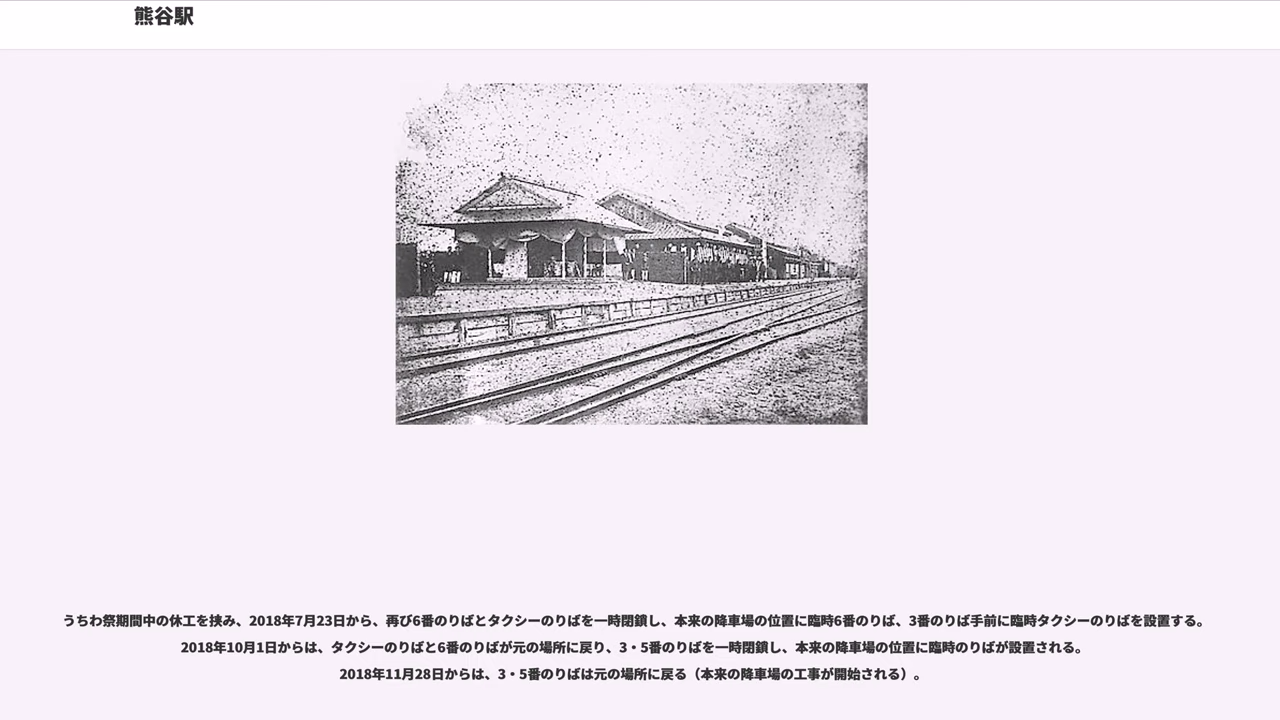 熊谷駅
うちわ祭期間中の休工を挟み、2018年7月23日から、再び6番のりばとタクシーのりばを一時閉鎖し、本来の降車場の位置に臨時6番のりば、3番のりば手前に臨時タクシーのりばを設置する。
2018年10月1日からは、タクシーのりばと6番のりばが元の場所に戻り、3・5番のりばを一時閉鎖し、本来の降車場の位置に臨時のりばが設置される。
2018年11月28日からは、3・5番のりばは元の場所に戻る（本来の降車場の工事が開始される）。